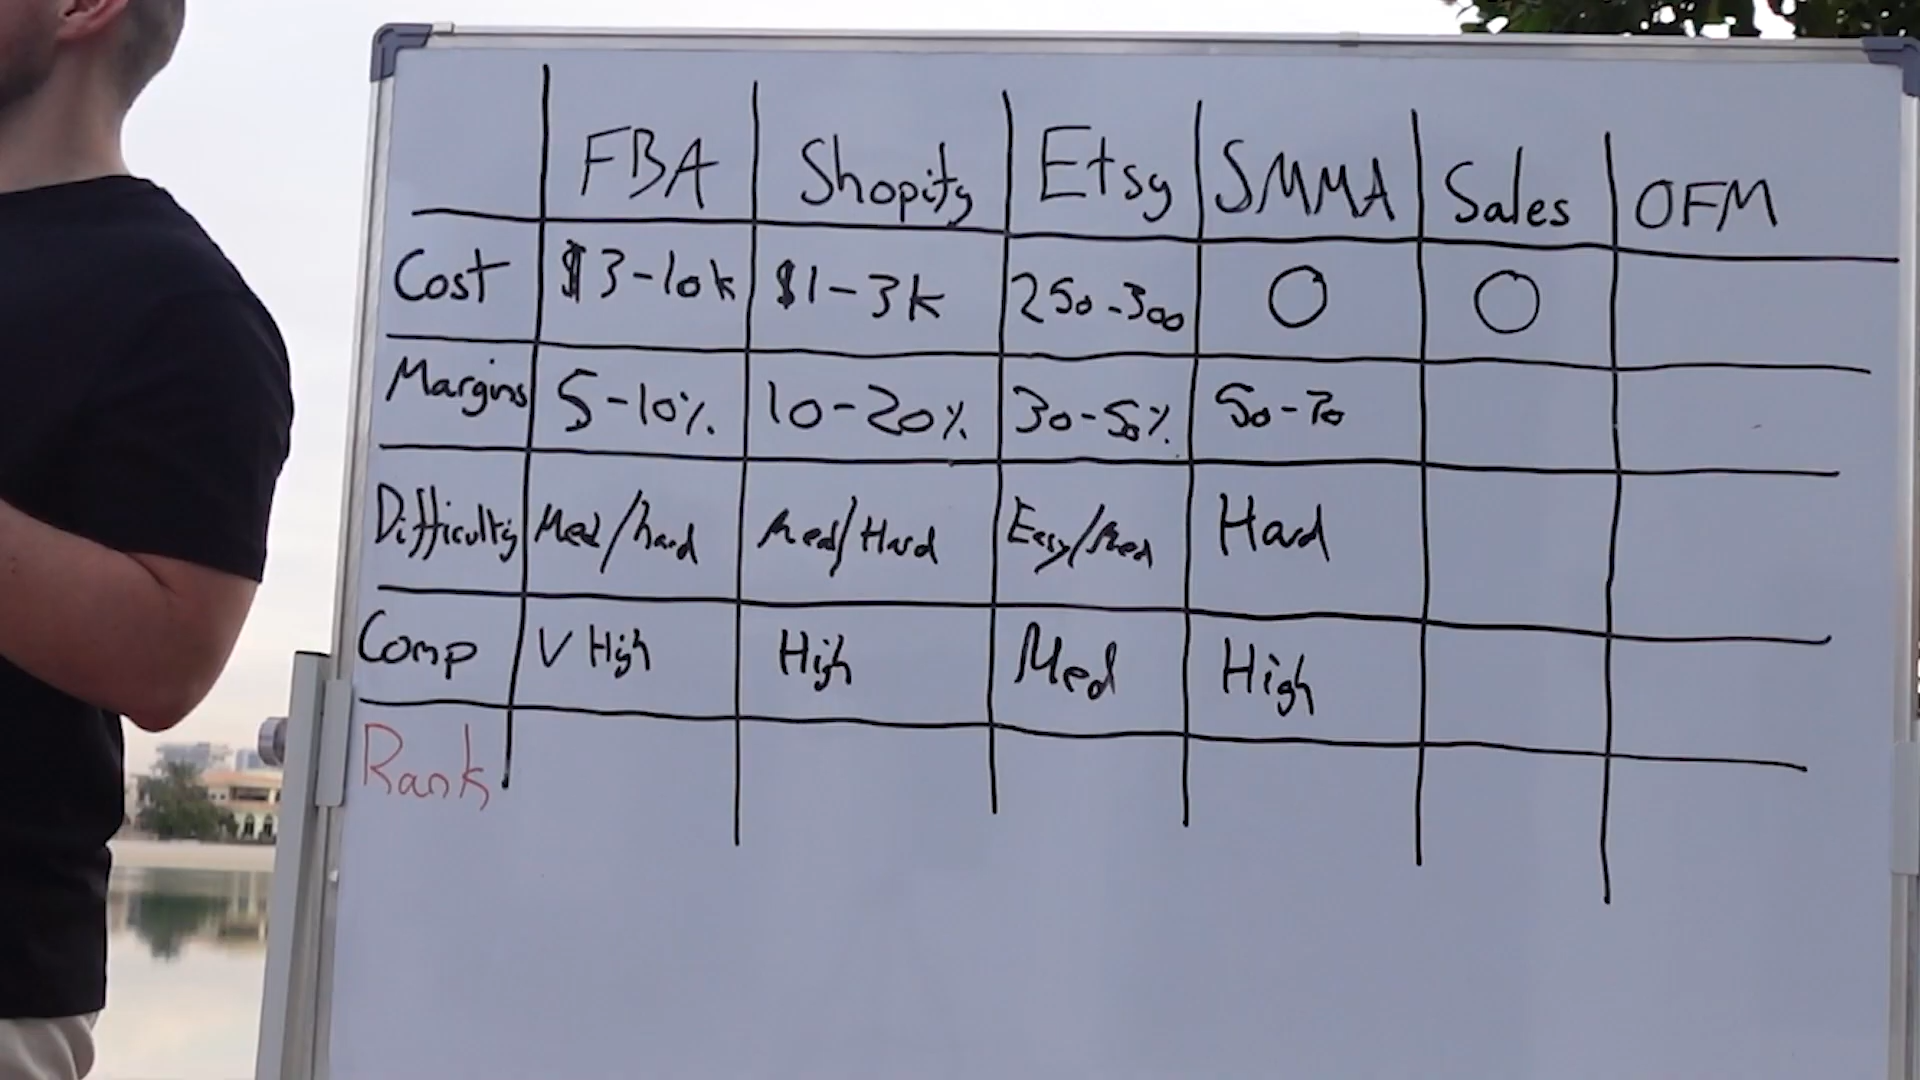 FBA Shopify Etsy SMMA Sales OFM
Cost $3-10k $1-3k 250-300 0 0
Margins 5-10% 10-20% 30-50% 50-70
Difficulty Med/hard Med/Hard Easy/Med Hard
Comp V High High Med High
Rank